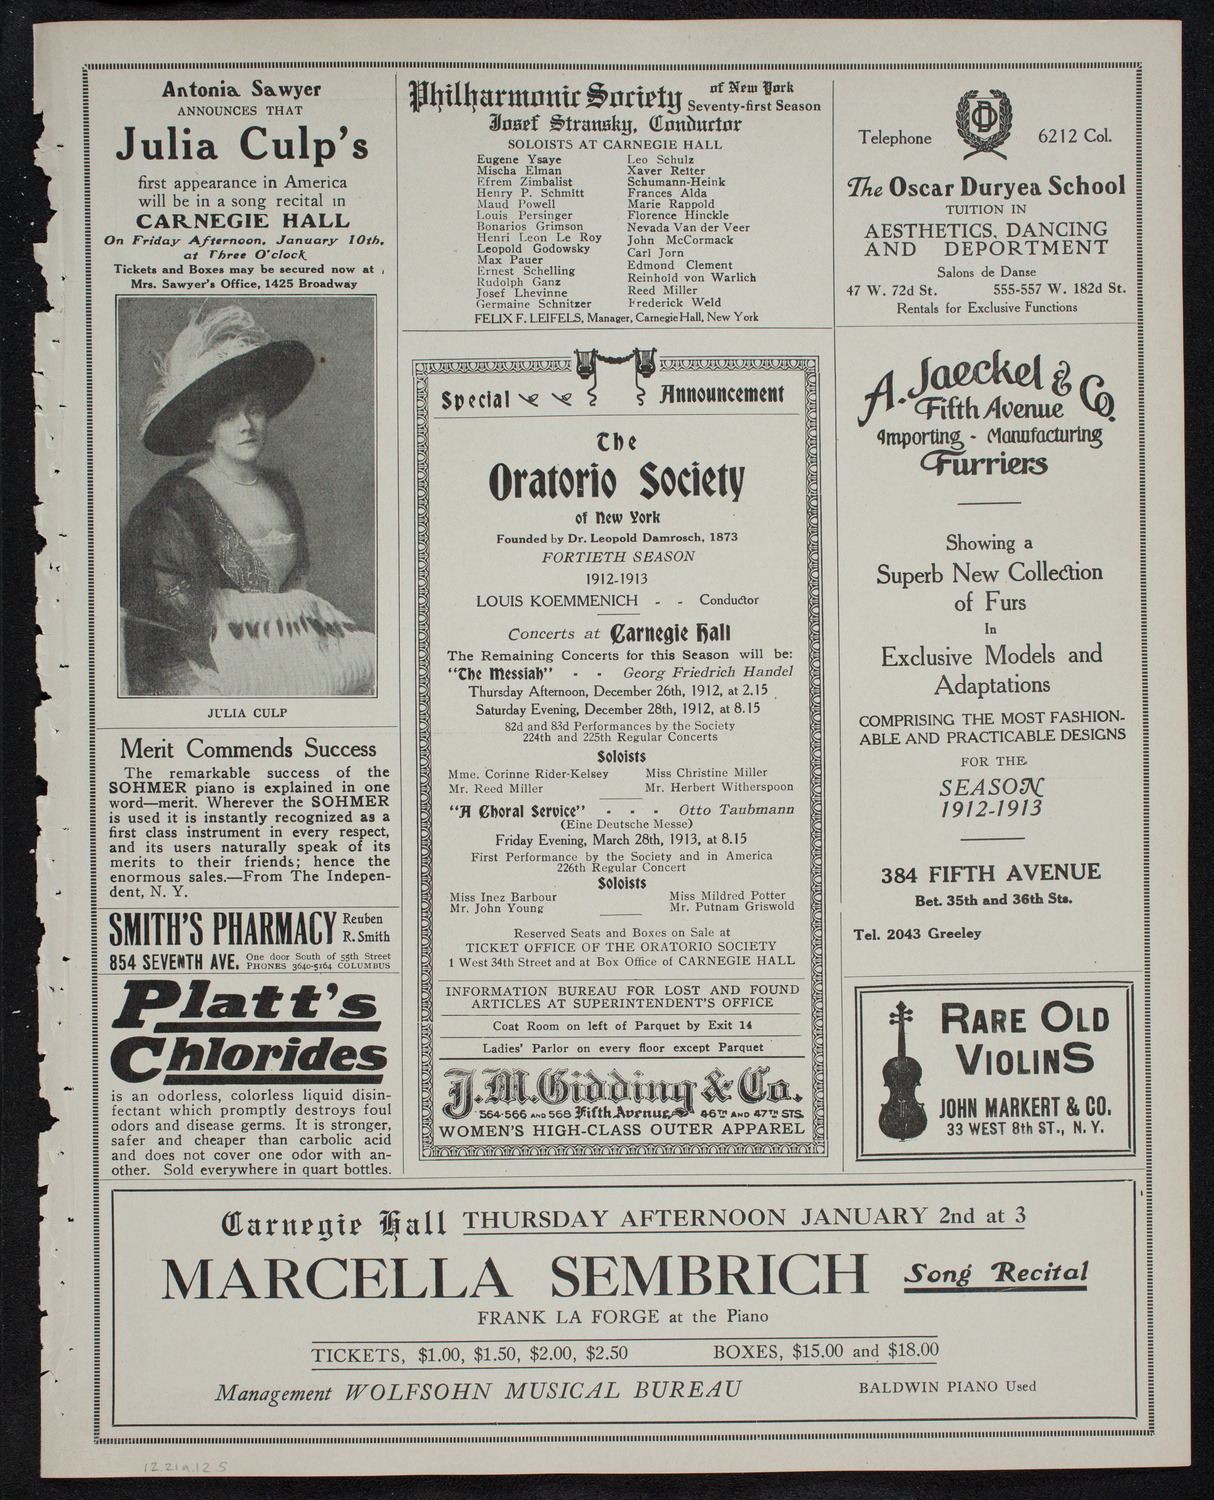 Antonia Sawyer
ANNOUNCES THAT
Julia Culp's
first appearance in America
will be in a song recital in
CARNEGIE HALL
On Friday Afternoon, January 10th,
at Three O'clock
Tickets and Boxes may be secured now at
Mrs. Sawyer's Office, 1425 Broadway
JULIA CULP
Merit Commends Success
The remarkable success of the
SOHMER piano is explained in one
word—merit. Wherever the SOHMER
is used it is instantly recognized as a
first class instrument in every respect,
and its users naturally speak of its
merits to their friends; hence the
enormous sales.—From The Indepen-
dent, N. Y.
SMITH'S PHARMACY Reuben
R. Smith
854 SEVENTH AVE. One door South of 55th Street
PHONES 3640-5164 COLUMBUS
Platt's
Chlorides
is an odorless, colorless liquid disin-
fectant which promptly destroys foul
odors and disease germs. It is stronger,
safer and cheaper than carbolic acid
and does not cover one odor with an-
other. Sold everywhere in quart bottles.
Philharmonic Society of New York
Seventy-first Season
Josef Stransky, Conductor
SOLOISTS AT CARNEGIE HALL
Eugene Ysaye
Mischa Elman
Efrem Zimbalist
Henry P. Schmitt
Maud Powell
Louis Persinger
Bonarios Grimson
Henri Leon Le Roy
Leopold Godowsky
Max Pauer
Ernest Schelling
Rudolph Ganz
Josef Lhevinne
Germaine Schnitzer
Leo Schulz
Xaver Reiter
Schumann-Heink
Frances Alda
Marie Rappold
Florence Hinckle
Nevada Van der Veer
John McCormack
Carl Jorn
Edmond Clement
Reinhold von Warlich
Reed Miller
Frederick Weld
FELIX F. LEIFELS, Manager, Carnegie Hall, New York
Special Announcement
The
Oratorio Society
of New York
Founded by Dr. Leopold Damrosch, 1873
FORTIETH SEASON
1912-1913
LOUIS KOEMMENICH - - Conductor
Concerts at Carnegie Hall
The Remaining Concerts for this Season will be:
"The Messiah" - - Georg Friedrich Handel
Thursday Afternoon, December 26th, 1912, at 2.15
Saturday Evening, December 28th, 1912, at 8.15
82d and 83d Performances by the Society
224th and 225th Regular Concerts
Soloists
Mme. Corinne Rider-Kelsey Miss Christine Miller
Mr. Reed Miller Mr. Herbert Witherspoon
"A Choral Service" - - - Otto Taubmann
(Eine Deutsche Messe)
Friday Evening, March 28th, 1913, at 8.15
First Performance by the Society and in America
226th Regular Concert
Soloists
Miss Inez Barbour Miss Mildred Potter
Mr. John Young Mr. Putnam Griswold
Reserved Seats and Boxes on Sale at
TICKET OFFICE OF THE ORATORIO SOCIETY
1 West 34th Street and at Box Office of CARNEGIE HALL
INFORMATION BUREAU FOR LOST AND FOUND
ARTICLES AT SUPERINTENDENT'S OFFICE
Coat Room on left of Parquet by Exit 14
Ladies' Parlor on every floor except Parquet
J.M. Gidding & Co.
564-566 AND 568 Fifth Avenue 46TH AND 47TH STS.
WOMEN'S HIGH-CLASS OUTER APPAREL
OD
Telephone 6212 Col.
The Oscar Duryea School
TUITION IN
AESTHETICS, DANCING
AND DEPORTMENT
Salons de Danse
47 W. 72d St. 555-557 W. 182d St.
Rentals for Exclusive Functions
A. Jaeckel & Co.
Fifth Avenue
Importing - Manufacturing
Furriers
Showing a
Superb New Collection
of Furs
In
Exclusive Models and
Adaptations
COMPRISING THE MOST FASHION-
ABLE AND PRACTICABLE DESIGNS
FOR THE
SEASON
1912-1913
384 FIFTH AVENUE
Bet. 35th and 36th Sts.
Tel. 2043 Greeley
RARE OLD
VIOLINS
JOHN MARKERT & CO.
33 WEST 8th ST., N. Y.
Carnegie Hall THURSDAY AFTERNOON JANUARY 2nd at 3
MARCELLA SEMBRICH Song Recital
FRANK LA FORGE at the Piano
TICKETS, $1.00, $1.50, $2.00, $2.50 BOXES, $15.00 and $18.00
Management WOLFSOHN MUSICAL BUREAU BALDWIN PIANO Used
12.21a.12.5